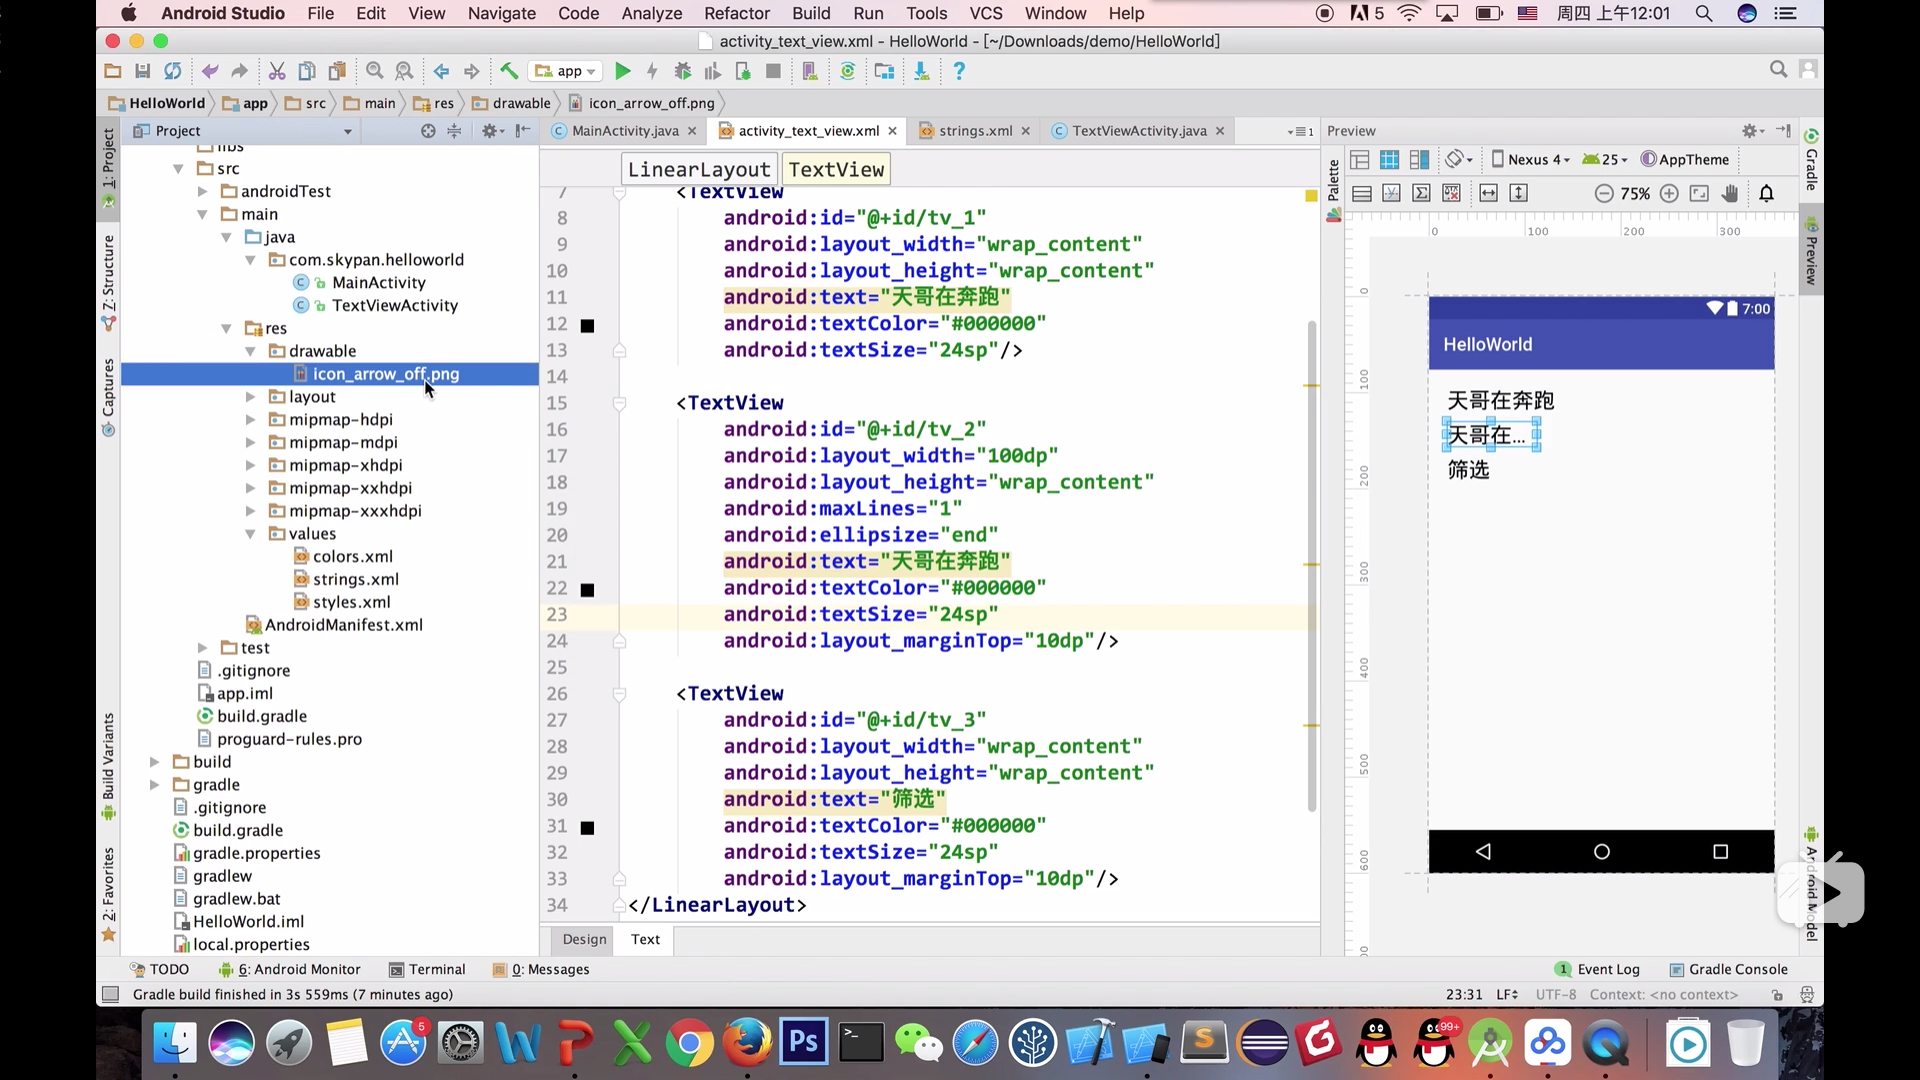 Android Studio File Edit View Navigate Code Analyze Refactor Build Run Tools VCS Window Help 5 周四 上午12:01
activity_text_view.xml - HelloWorld - [~/Downloads/demo/HelloWorld]
app
HelloWorld app src main res drawable icon_arrow_off.png
Project
MainActivity.java activity_text_view.xml strings.xml TextViewActivity.java 1
Preview
1: Project
Z: Structure
Captures
Build Variants
2: Favorites
libs
src
androidTest
main
java
com.skypan.helloworld
MainActivity
TextViewActivity
res
drawable
icon_arrow_off.png
layout
mipmap-hdpi
mipmap-mdpi
mipmap-xhdpi
mipmap-xxhdpi
mipmap-xxxhdpi
values
colors.xml
strings.xml
styles.xml
AndroidManifest.xml
test
.gitignore
app.iml
build.gradle
proguard-rules.pro
build
gradle
.gitignore
build.gradle
gradle.properties
gradlew
gradlew.bat
HelloWorld.iml
local.properties
LinearLayout TextView
7 <TextView
8 android:id="@+id/tv_1"
9 android:layout_width="wrap_content"
10 android:layout_height="wrap_content"
11 android:text="天哥在奔跑"
12 android:textColor="#000000"
13 android:textSize="24sp"/>
14
15 <TextView
16 android:id="@+id/tv_2"
17 android:layout_width="100dp"
18 android:layout_height="wrap_content"
19 android:maxLines="1"
20 android:ellipsize="end"
21 android:text="天哥在奔跑"
22 android:textColor="#000000"
23 android:textSize="24sp"
24 android:layout_marginTop="10dp"/>
25
26 <TextView
27 android:id="@+id/tv_3"
28 android:layout_width="wrap_content"
29 android:layout_height="wrap_content"
30 android:text="筛选"
31 android:textColor="#000000"
32 android:textSize="24sp"
33 android:layout_marginTop="10dp"/>
34 </LinearLayout>
Design Text
Palette
Nexus 4 25 AppTheme
75%
0 100 200 300
0
100
200
300
400
500
600
7:00
HelloWorld
天哥在奔跑
天哥在...
筛选
Gradle
Preview
Android Model
TODO 6: Android Monitor Terminal 0: Messages 1 Event Log Gradle Console
Gradle build finished in 3s 559ms (7 minutes ago) 23:31 LF UTF-8 Context: <no context>
5
Ps
99+